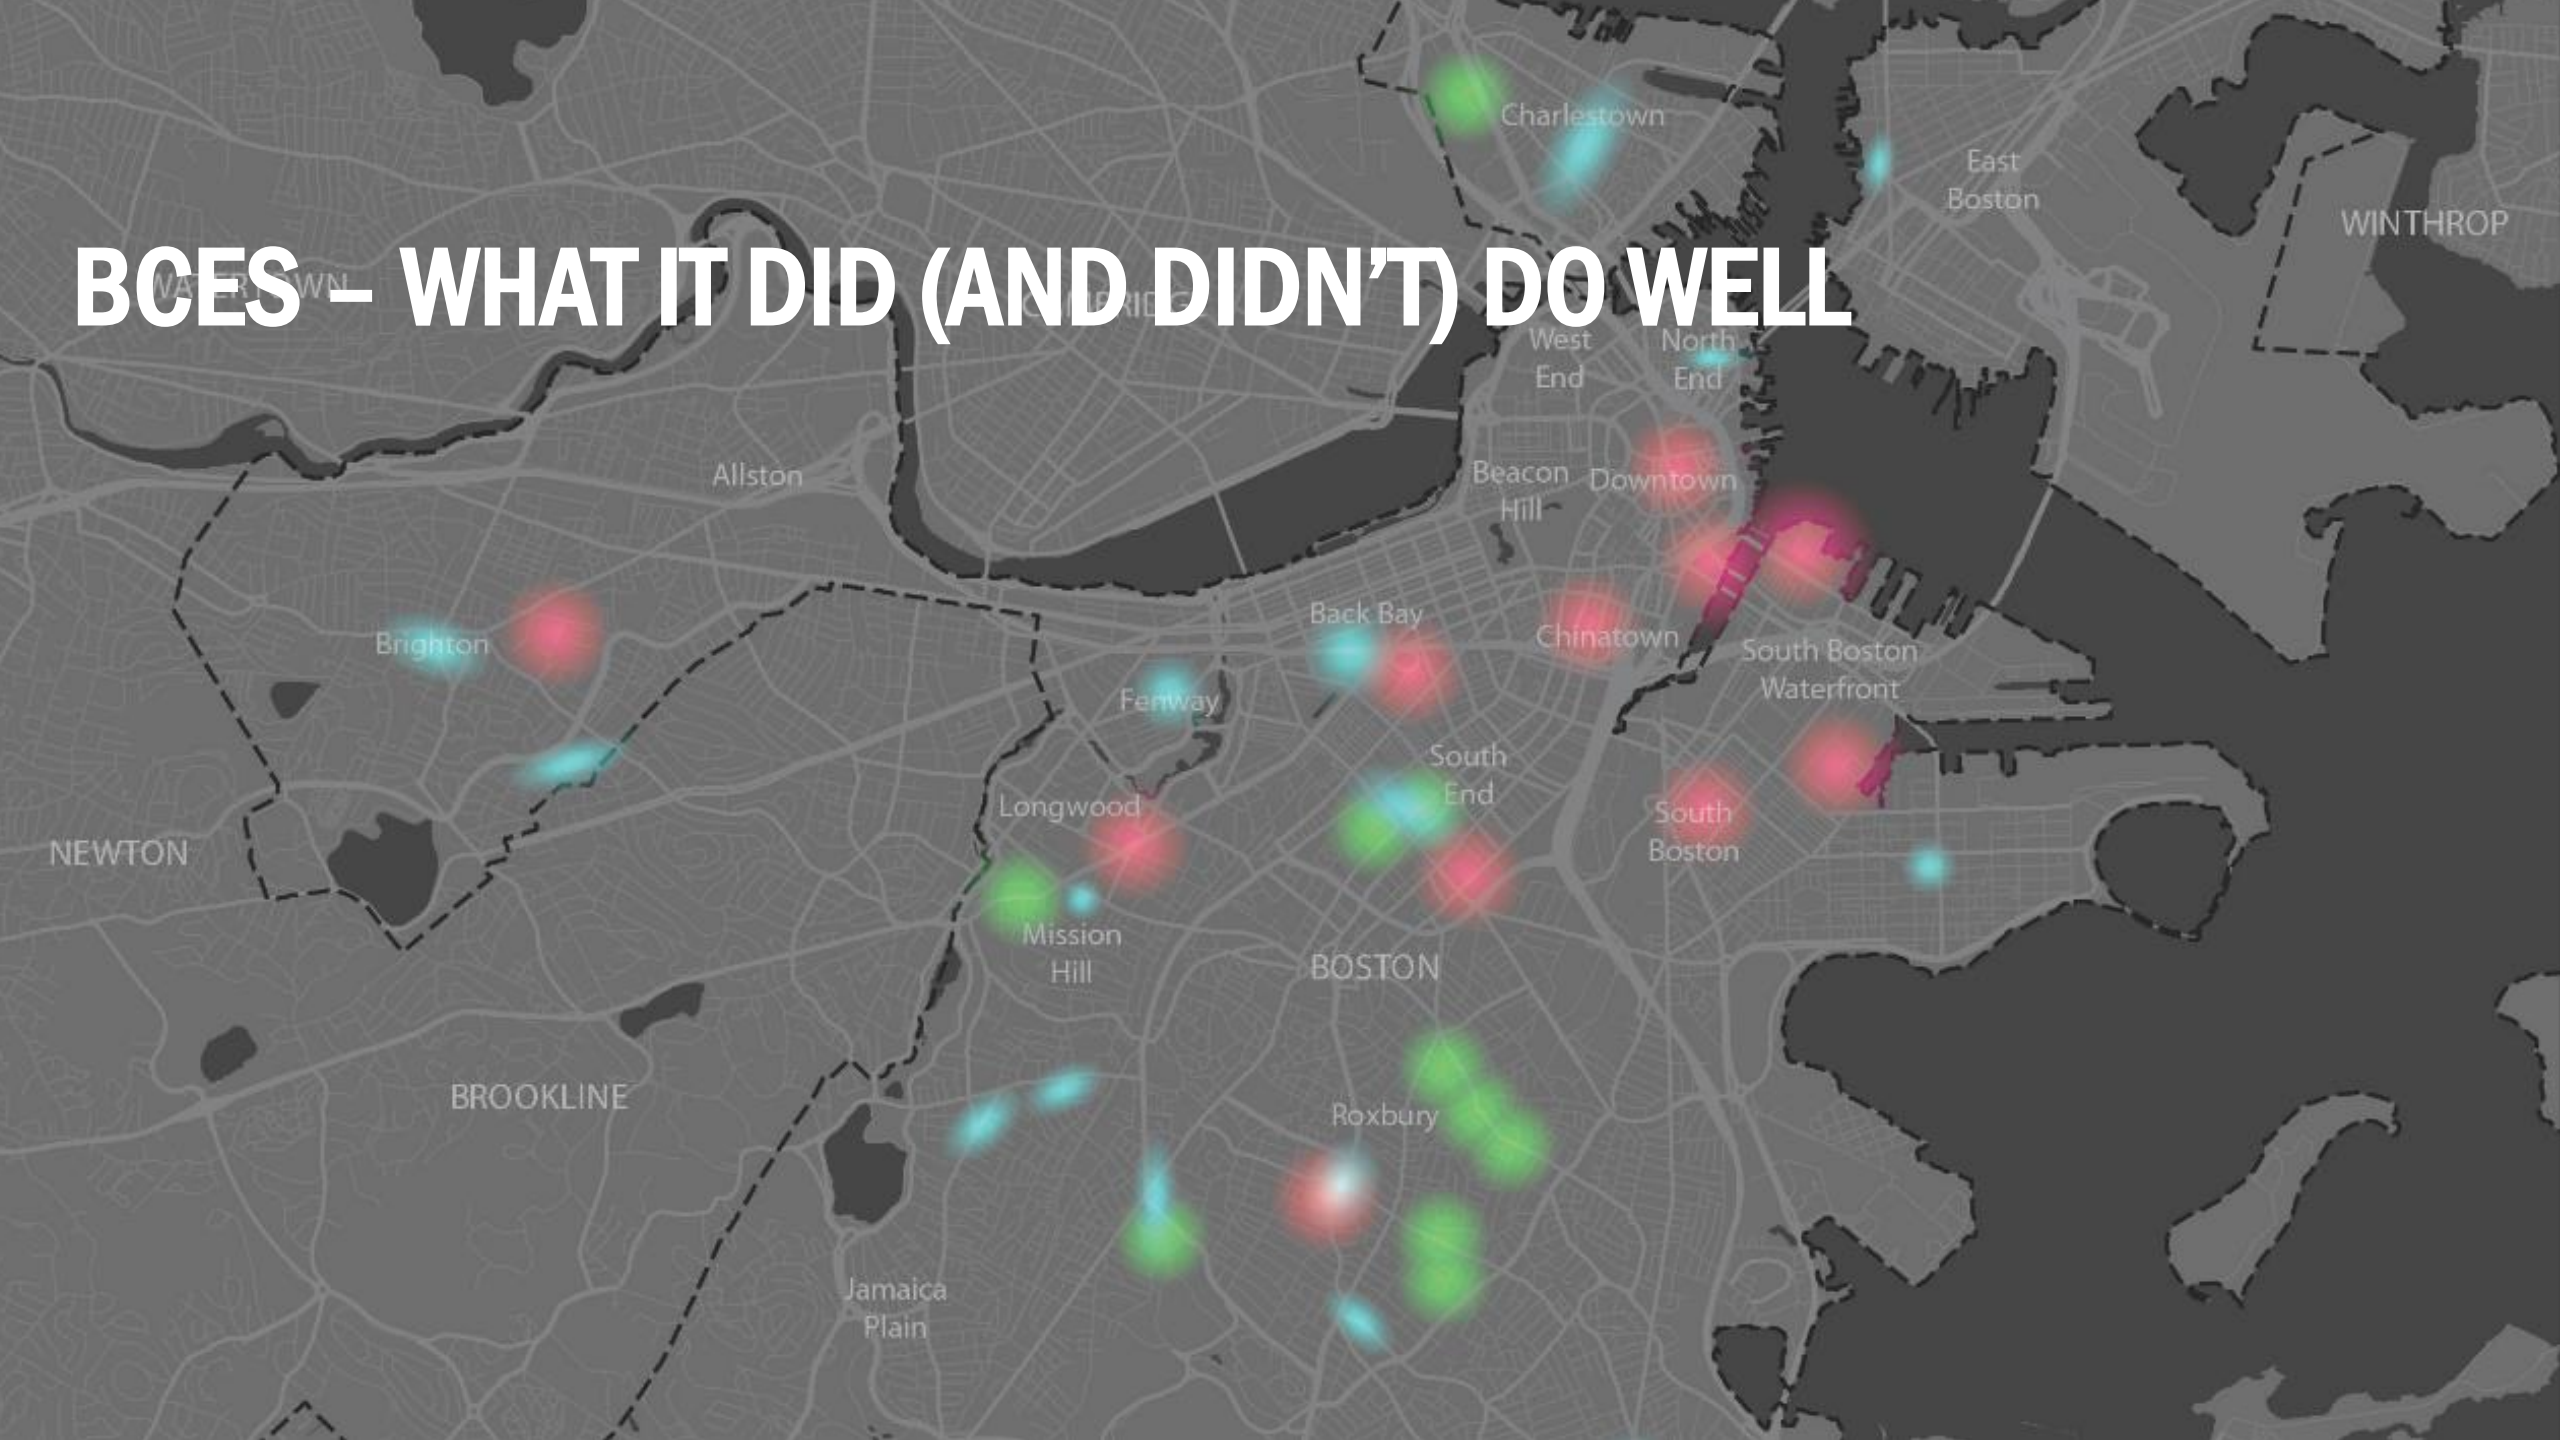 Charlestown
East
Boston
WINTHROP
BCES – WHAT IT DID (AND DIDN'T) DO WELL
WATERTOWN
CAMBRIDGE
West
End
North
End
Allston
Beacon
Hill
Downtown
Back Bay
Chinatown
Brighton
South Boston
Waterfront
Fenway
South
End
Longwood
South
Boston
NEWTON
Mission
Hill
BOSTON
BROOKLINE
Roxbury
Jamaica
Plain